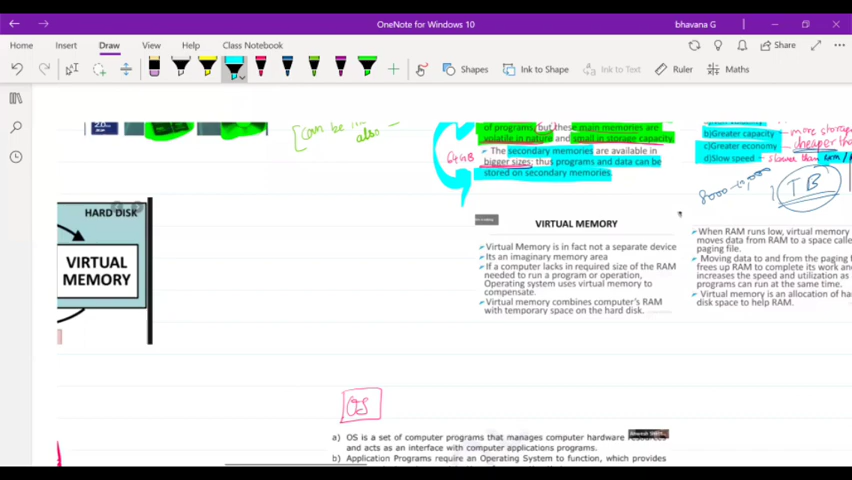 OneNote for Windows 10
bhavana G
Home Insert Draw View Help Class Notebook
Share
Shapes
Ink to Shape
Ink to Text
Ruler
Maths
[can be
also
of programs, but these main memories are
volatile in nature and small in storage capacity
The secondary memories are available in
bigger sizes; thus programs and data can be
stored on secondary memories.
64GB
b)Greater capacity
more storage
c)Greater economy
cheaper
d)Slow speed
slower than
TB
HARD DISK
VIRTUAL
MEMORY
VIRTUAL MEMORY
Virtual Memory is in fact not a separate device
Its an imaginary memory area
If a computer lacks in required size of the RAM
needed to run a program or operation,
Operating system uses virtual memory to
compensate.
Virtual memory combines computer's RAM
with temporary space on the hard disk.
When RAM runs low, virtual memory
moves data from RAM to a space called
paging file.
Moving data to and from the paging
frees up RAM to complete its work and
increases the speed and utilization as
programs can run at the same time.
Virtual memory is an allocation of ha
disk space to help RAM.
OS
a) OS is a set of computer programs that manages computer hardware resources
and acts as an interface with computer applications programs.
b) Application Programs require an Operating System to function, which provides